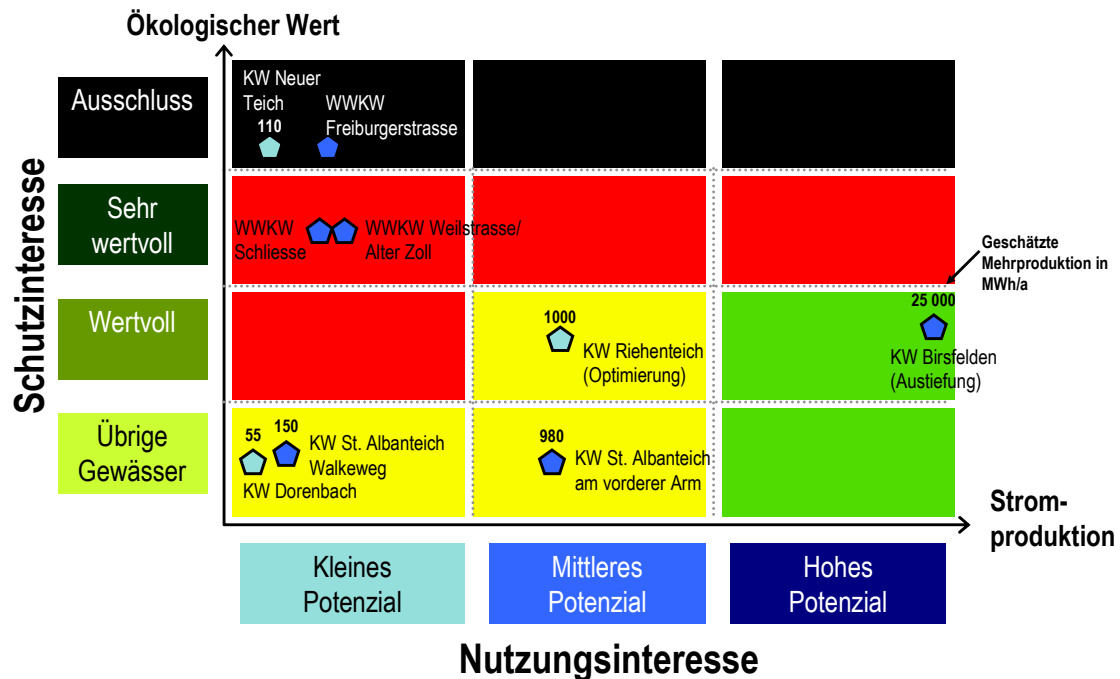 Ökologischer Wert
Schutzinteresse
Ausschluss
KW Neuer
Teich
110
WWKW
Freiburgerstrasse
Sehr
wertvoll
WWKW
Schliesse
WWKW Weilstrasse/
Alter Zoll
Geschätzte
Mehrproduktion in
MWh/a
Wertvoll
1000
KW Riehenteich
(Optimierung)
25 000
KW Birsfelden
(Austiefung)
Übrige
Gewässer
55
KW Dorenbach
150
KW St. Albanteich
Walkeweg
980
KW St. Albanteich
am vorderer Arm
Strom-
produktion
Kleines
Potenzial
Mittleres
Potenzial
Hohes
Potenzial
Nutzungsinteresse